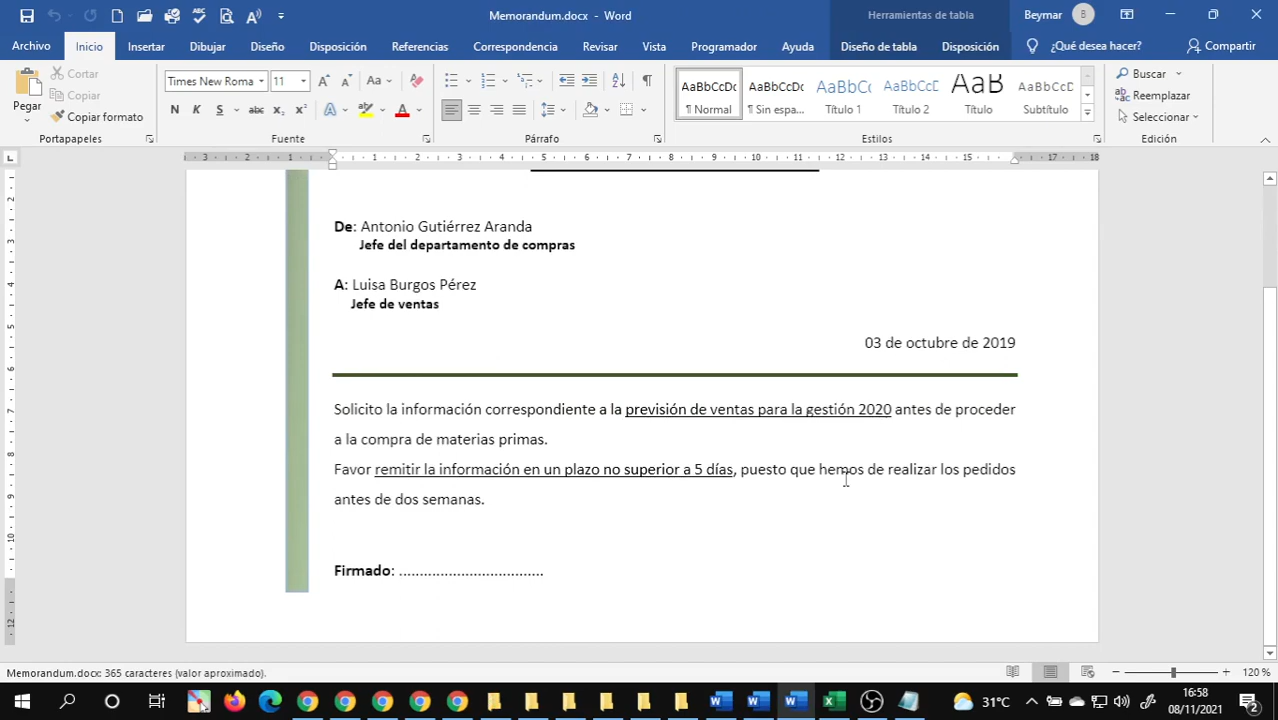 Memorandum.docx - Word
Herramientas de tabla
Beymar
B
Archivo
Inicio
Insertar
Dibujar
Diseño
Disposición
Referencias
Correspondencia
Revisar
Vista
Programador
Ayuda
Diseño de tabla
Disposición
¿Qué desea hacer?
Compartir
Pegar
Cortar
Copiar
Copiar formato
Portapapeles
Times New Roma
11
Fuente
Párrafo
AaBbCcDc
¶ Normal
AaBbCcDc
¶ Sin espa...
AaBbCc
Título 1
AaBbCcD
Título 2
AaB
Título
AaBbCcD
Subtítulo
Estilos
Buscar
Reemplazar
Seleccionar
Edición
De: Antonio Gutiérrez Aranda
Jefe del departamento de compras
A: Luisa Burgos Pérez
Jefe de ventas
03 de octubre de 2019
Solicito la información correspondiente a la previsión de ventas para la gestión 2020 antes de proceder
a la compra de materias primas.
Favor remitir la información en un plazo no superior a 5 días, puesto que hemos de realizar los pedidos
antes de dos semanas.
Firmado: ...................................
Memorandum.docx: 365 caracteres (valor aproximado).
120 %
31°C
16:58
08/11/2021
2